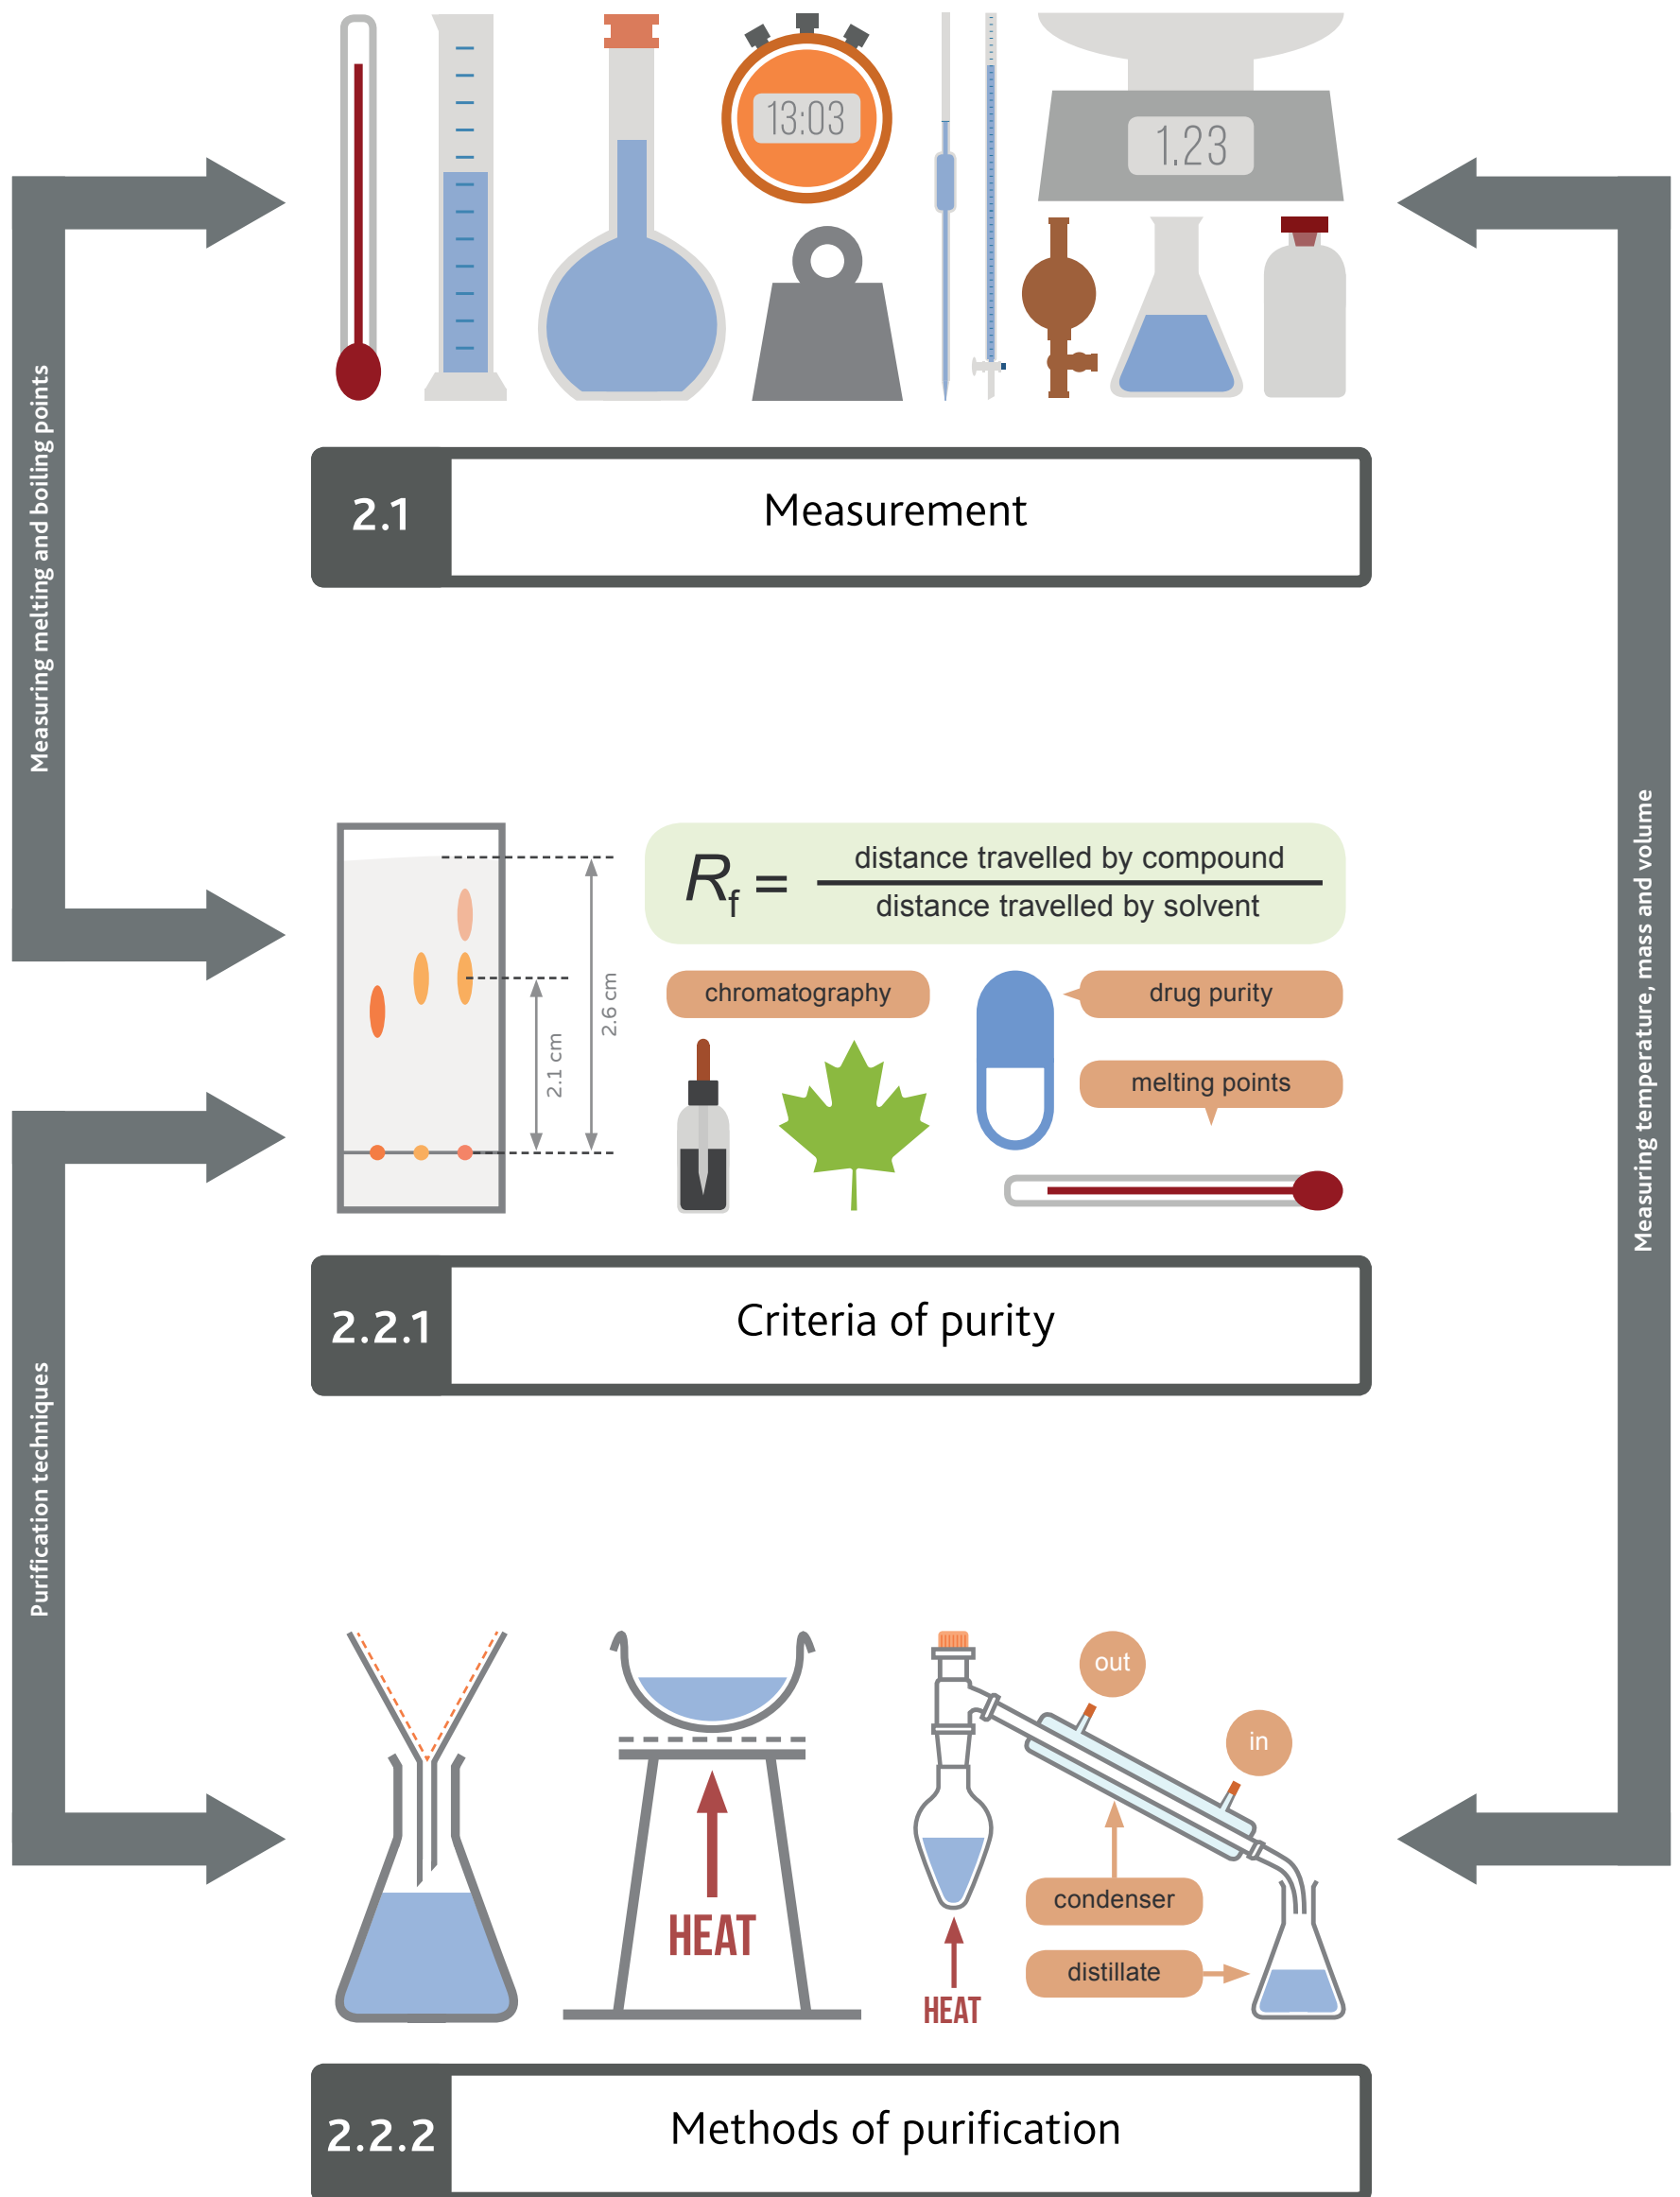 13:03
1.23
Measuring melting and boiling points
2.1
Measurement
Measuring temperature, mass and volume
Rf = distance travelled by compound
distance travelled by solvent
2.6 cm
2.1 cm
chromatography
drug purity
melting points
2.2.1
Criteria of purity
Purification techniques
out
in
HEAT
condenser
distillate
HEAT
2.2.2
Methods of purification